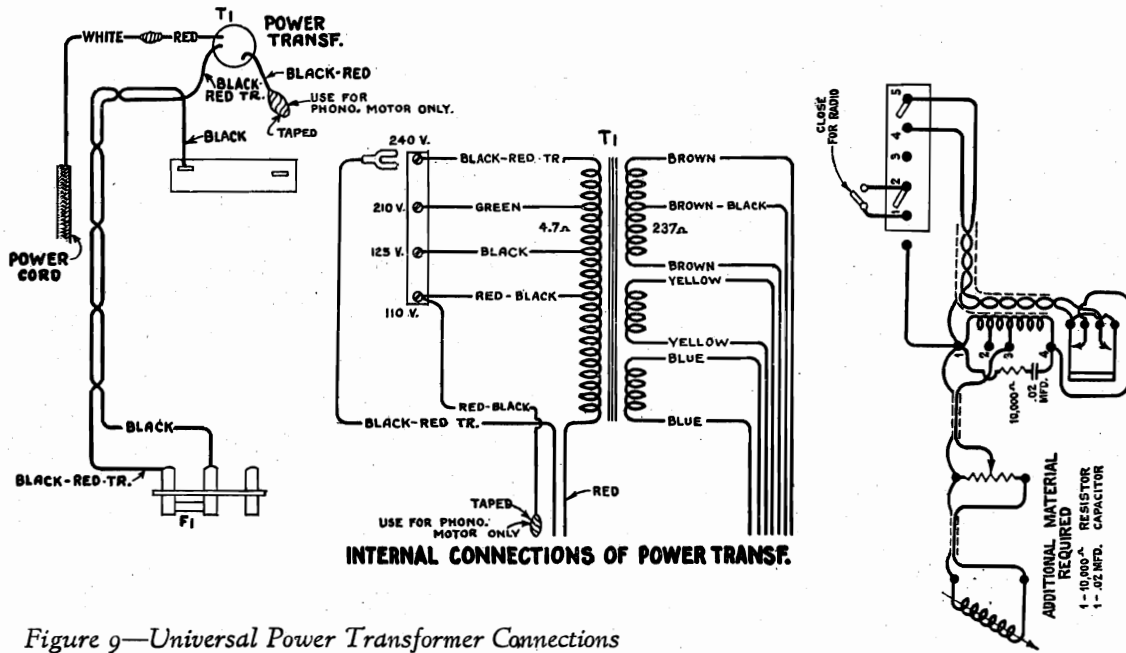 T1
POWER
TRANSF.
WHITE
RED
BLACK-
RED TR.
BLACK-RED
USE FOR
PHONO. MOTOR ONLY.
TAPED
BLACK
POWER
CORD
BLACK
BLACK-RED-TR.
F1
240 V.
210 V.
125 V.
110 V.
BLACK-RED-TR.
GREEN
BLACK
RED-BLACK
4.7Ω
T1
237Ω
BROWN
BROWN-BLACK
BROWN
YELLOW
YELLOW
BLUE
BLUE
RED-BLACK
BLACK-RED TR.
RED
TAPED
USE FOR PHONO.
MOTOR ONLY
INTERNAL CONNECTIONS OF POWER TRANSF.
CLOSE
FOR RADIO
5
4
3
2
1
1
2
3
4
10,000Ω
.02
MFD.
ADDITIONAL MATERIAL
REQUIRED
1-10,000Ω RESISTOR
1-.02 MFD. CAPACITOR
Figure 9—Universal Power Transformer Connections